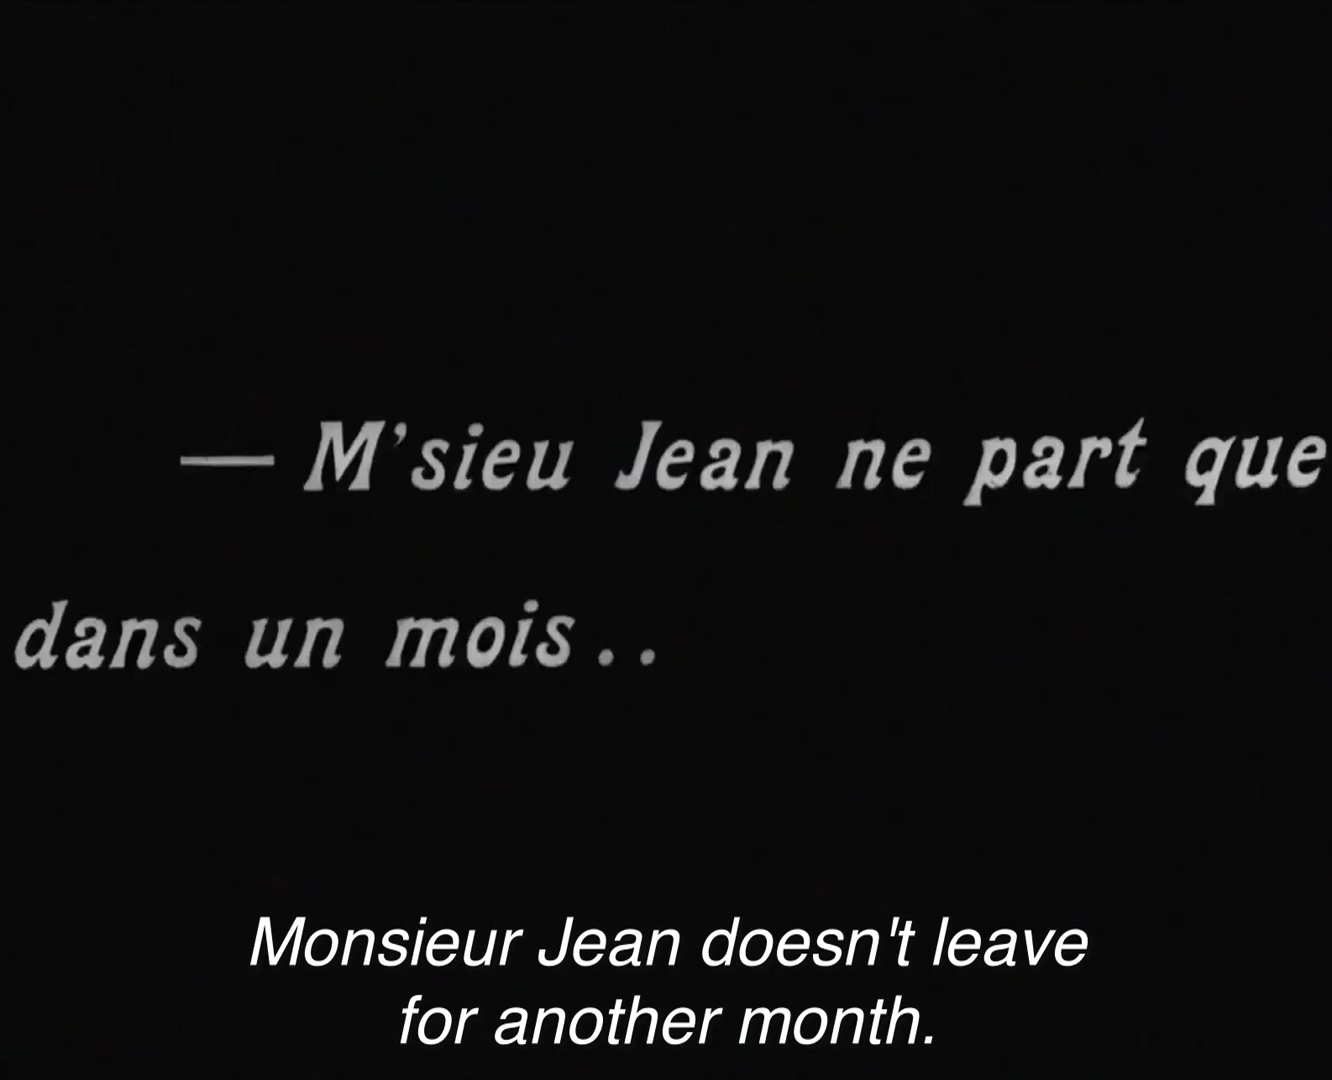 — M'sieu Jean ne part que
dans un mois . .
Monsieur Jean doesn't leave
for another month.